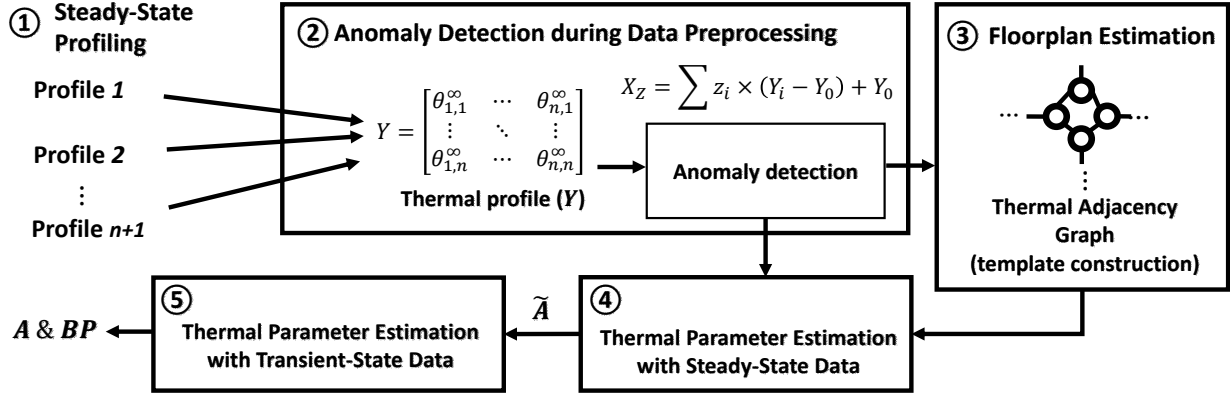 ① Steady-State
Profiling
Profile 1
Profile 2
⋮
Profile n+1
② Anomaly Detection during Data Preprocessing
X_Z = ∑ z_i × (Y_i − Y_0) + Y_0
Y = [θ^∞_{1,1} ⋯ θ^∞_{n,1}
⋮ ⋱ ⋮
θ^∞_{1,n} ⋯ θ^∞_{n,n}]
Thermal profile (Y)
Anomaly detection
③ Floorplan Estimation
⋯ ⋯
⋮
Thermal Adjacency
Graph
(template construction)
④
Thermal Parameter Estimation
with Steady-State Data
Ã
⑤
Thermal Parameter Estimation
with Transient-State Data
A & BP